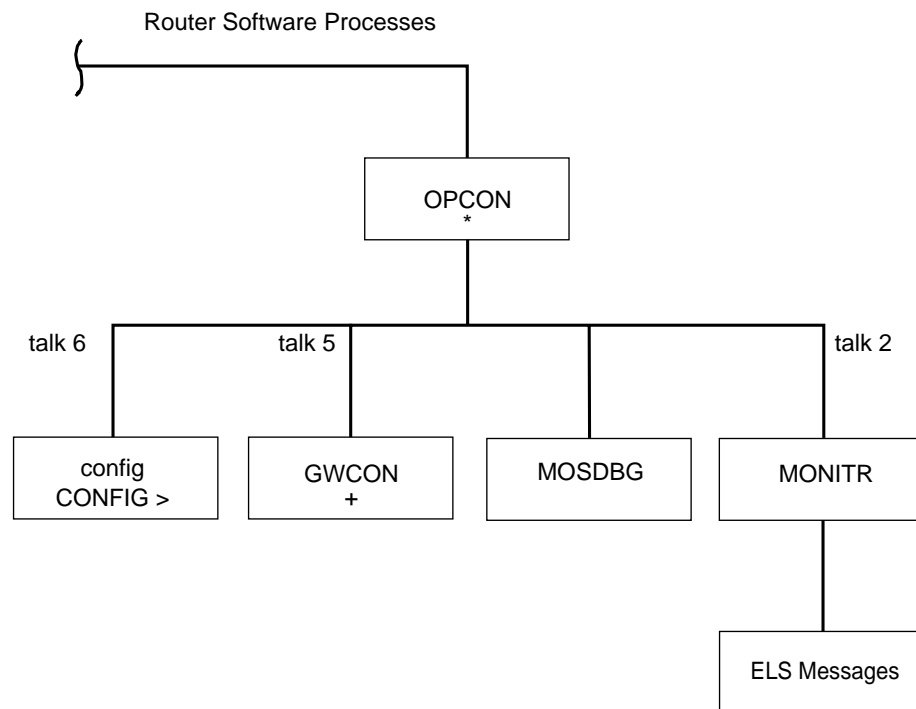 Router Software Processes
OPCON
*
talk 6
talk 5
talk 2
config
CONFIG >
GWCON
+
MOSDBG
MONITR
ELS Messages